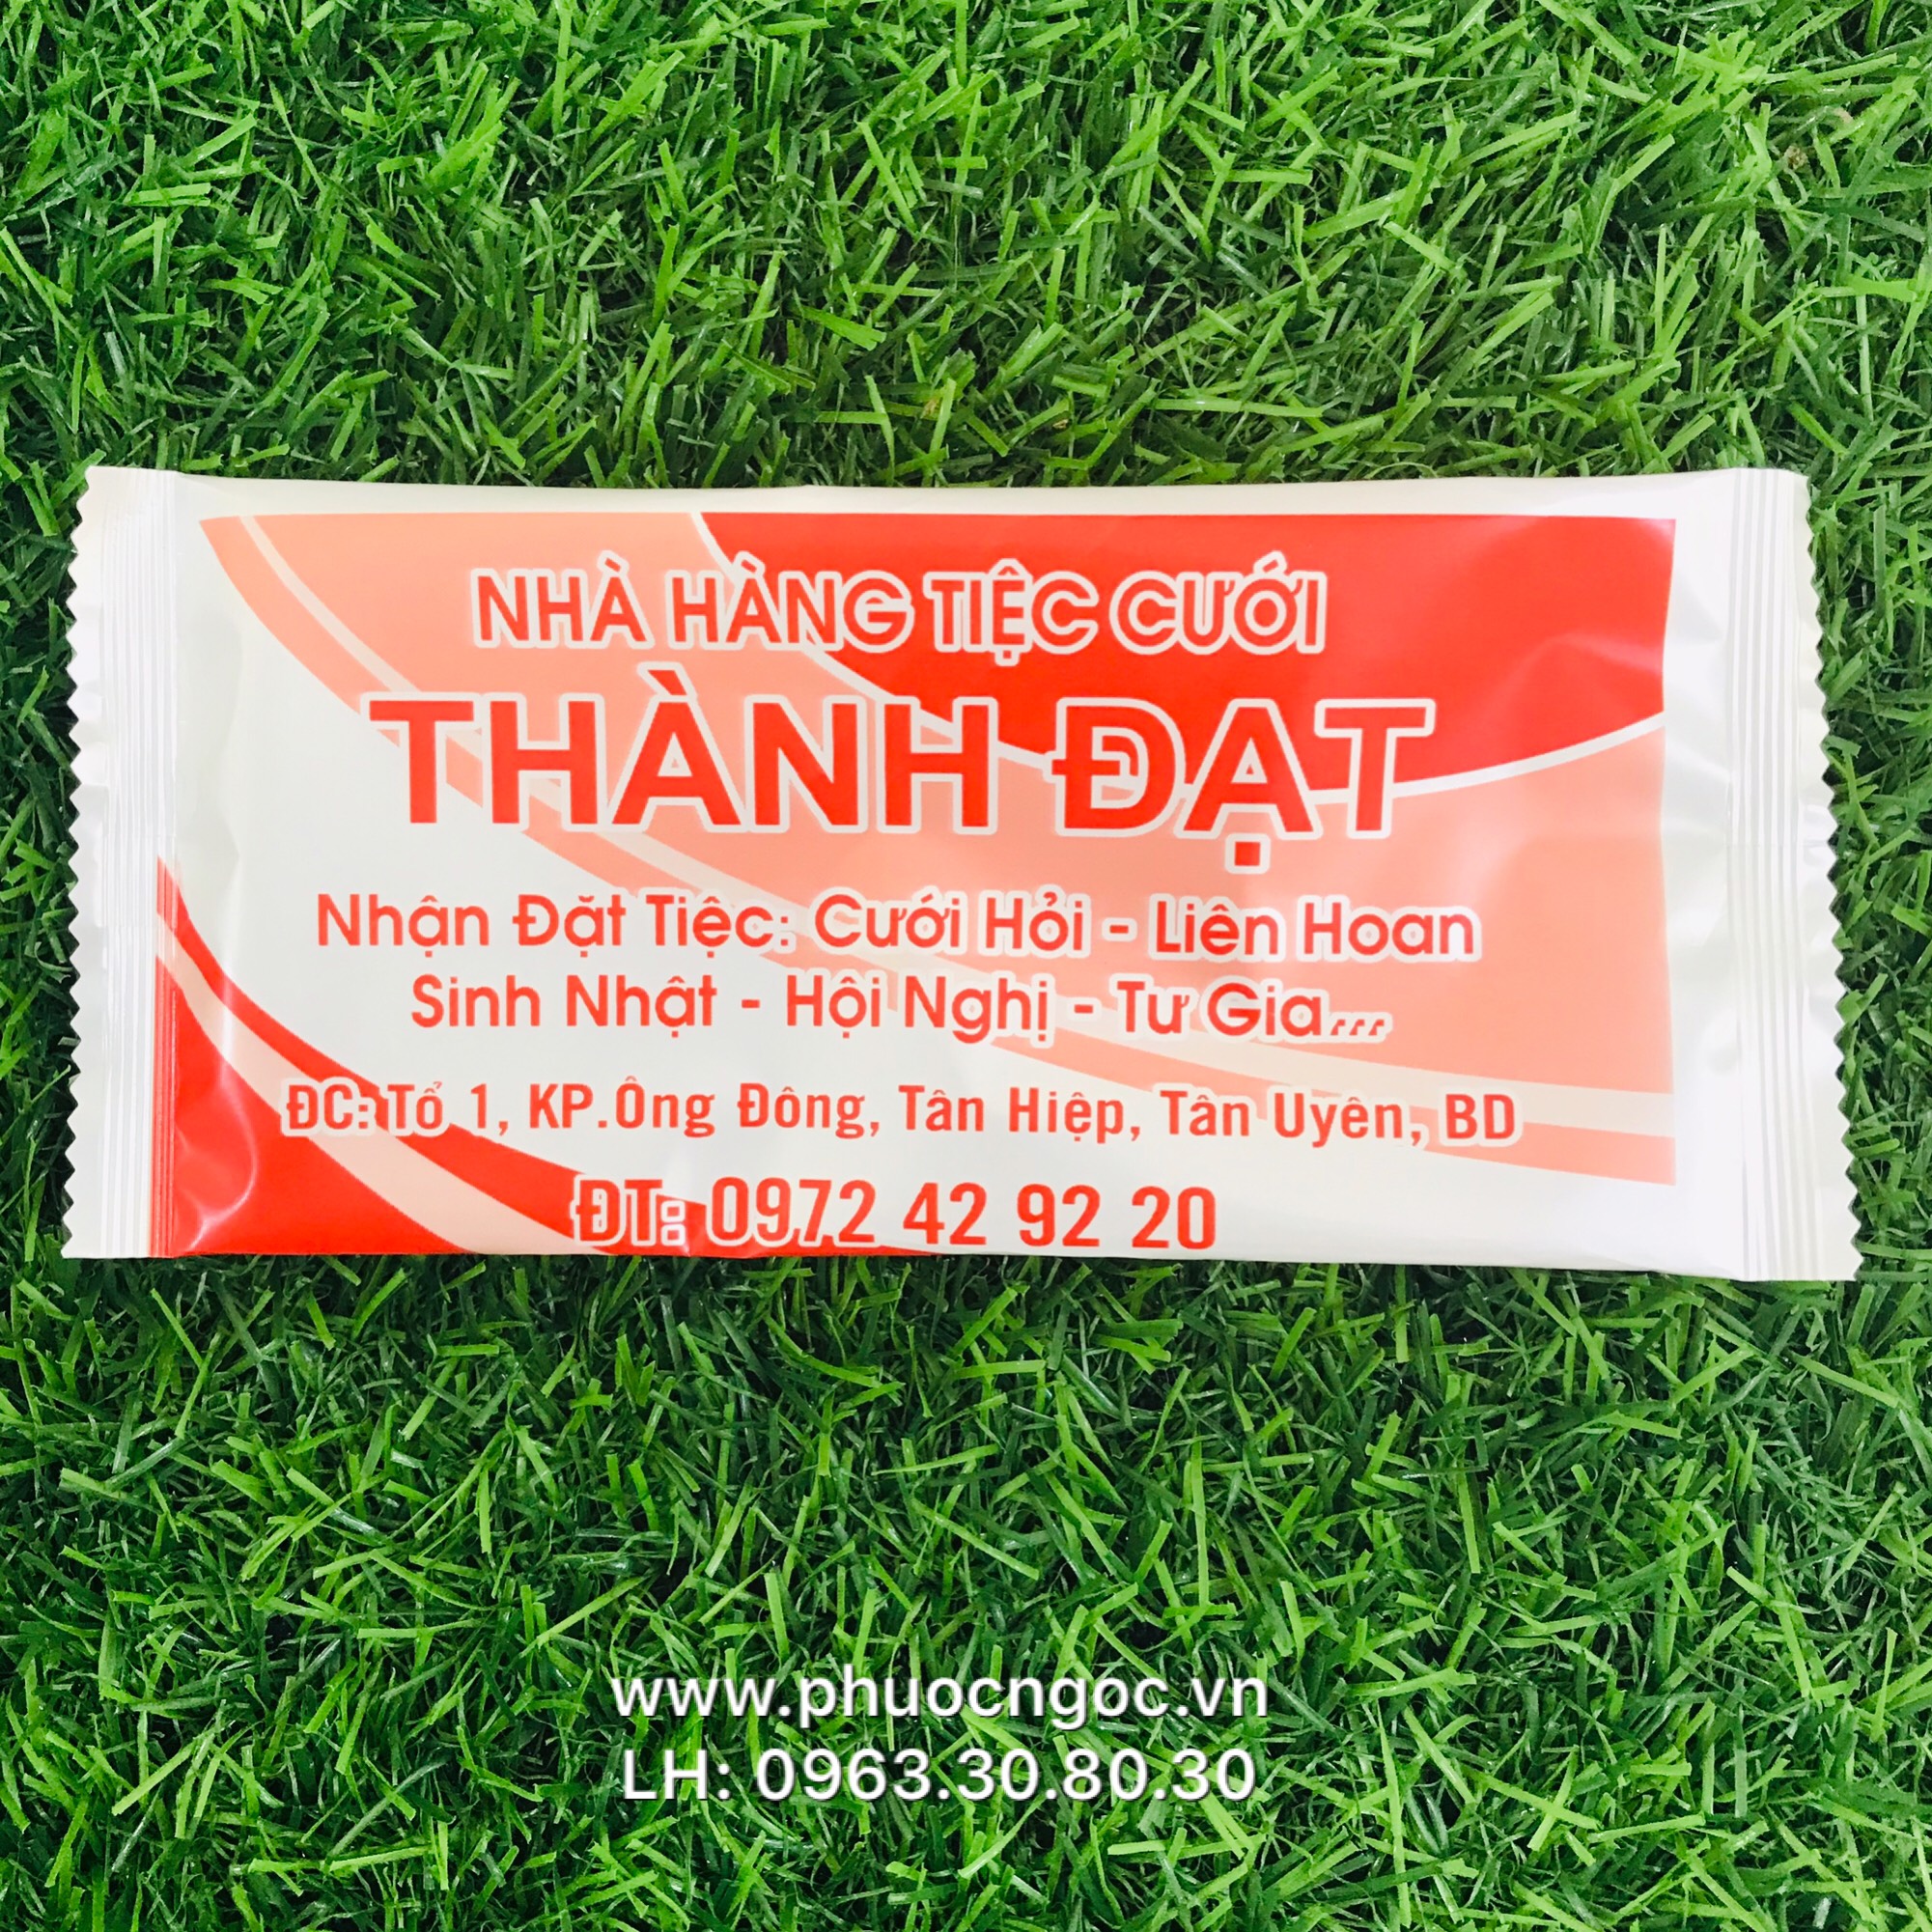 NHÀ HÀNG TIỆC CƯỚI
THÀNH ĐẠT
Nhận Đặt Tiệc: Cưới Hỏi - Liên Hoan
Sinh Nhật - Hội Nghị - Tư Gia,,,
ĐC: Tổ 1, KP.Ông Đông, Tân Hiệp, Tân Uyên, BD
ĐT: 0972 42 92 20
www.phuocngoc.vn
LH: 0963.30.80.30